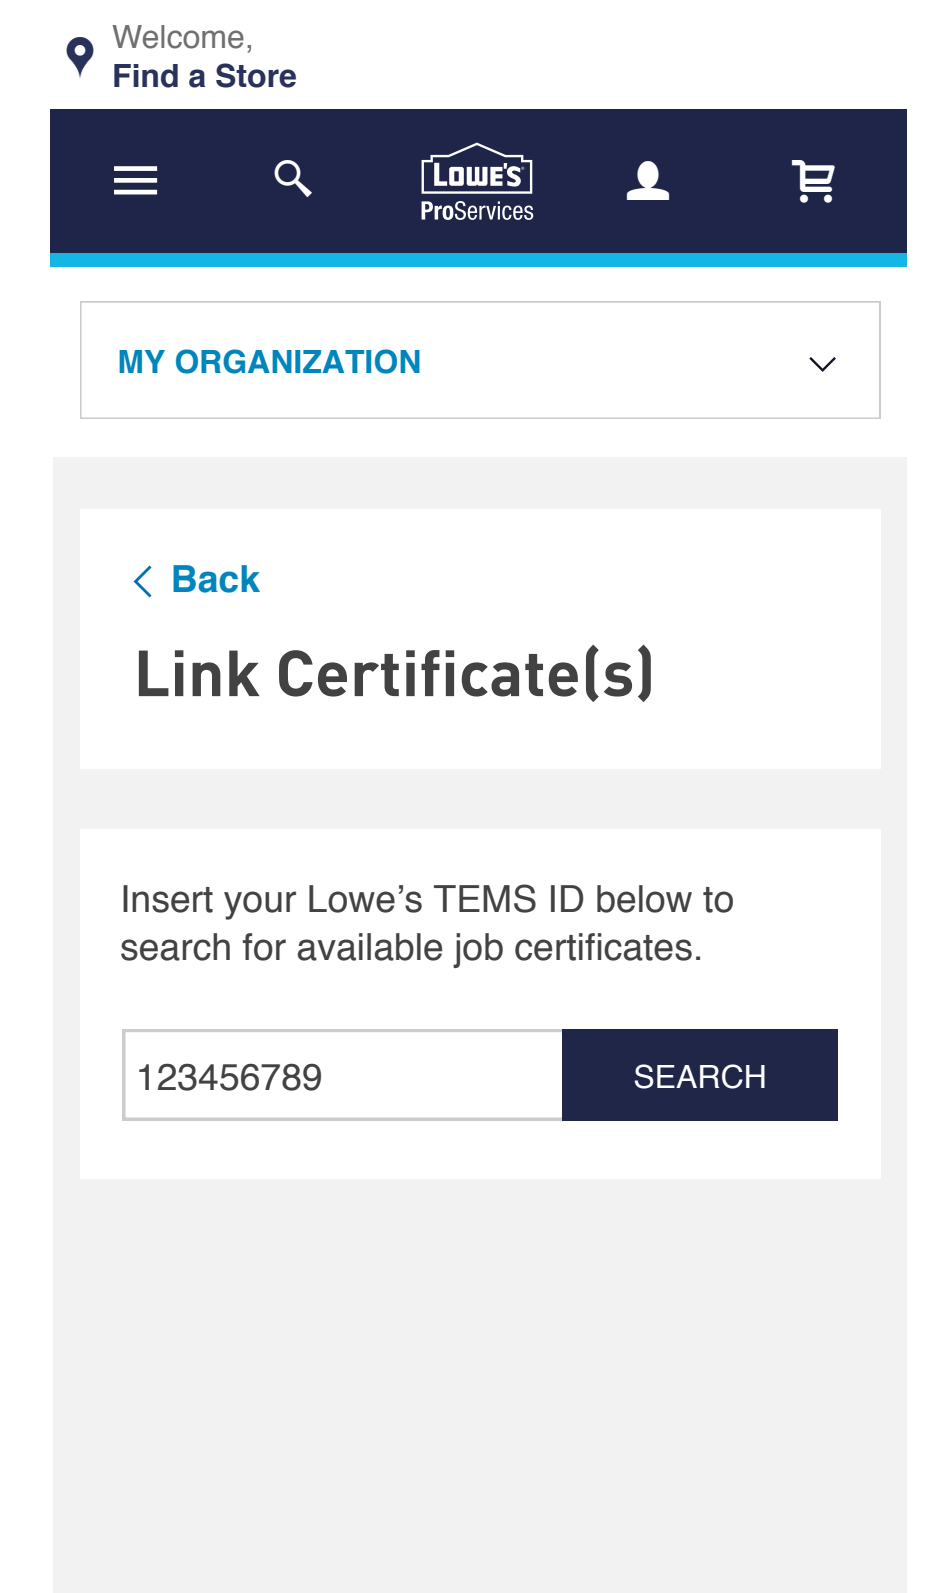 Welcome,
Find a Store
LOWE'S
ProServices
MY ORGANIZATION
Back
Link Certificate(s)
Insert your Lowe’s TEMS ID below to
search for available job certificates.
123456789
SEARCH